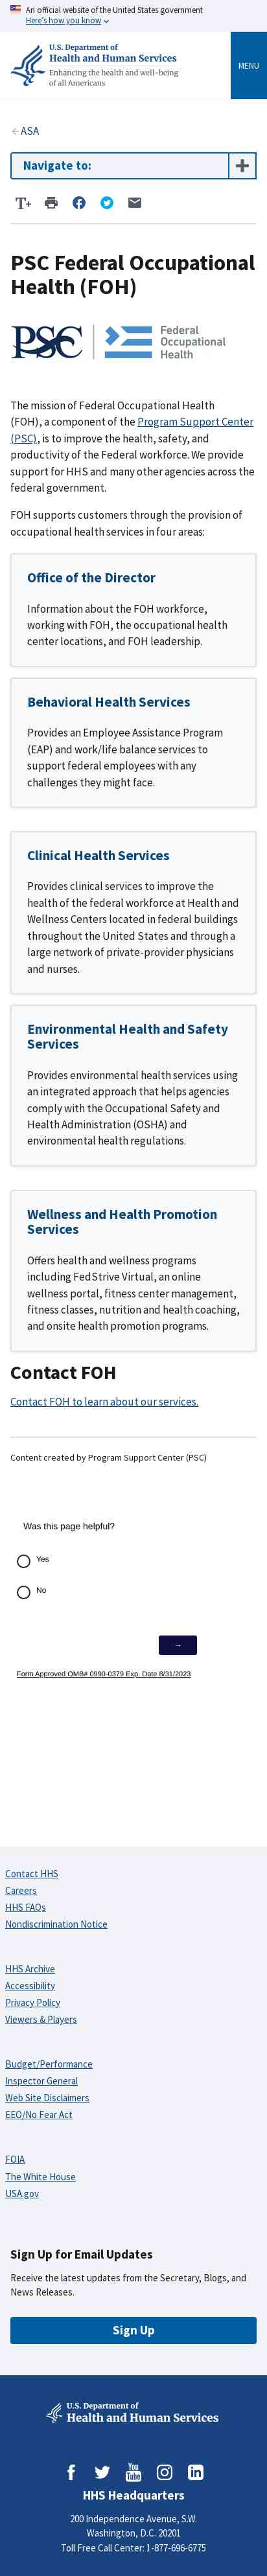 An official website of the United States government
Here's how you know
U.S. Department of
Health and Human Services
Enhancing the health and well-being
of all Americans
MENU
ASA
Navigate to:
T+
PSC Federal Occupational
Health (FOH)
PSC Federal
Occupational
Health
The mission of Federal Occupational Health
(FOH), a component of the Program Support Center
(PSC), is to improve the health, safety, and
productivity of the Federal workforce. We provide
support for HHS and many other agencies across the
federal government.
FOH supports customers through the provision of
occupational health services in four areas:
Office of the Director
Information about the FOH workforce,
working with FOH, the occupational health
center locations, and FOH leadership.
Behavioral Health Services
Provides an Employee Assistance Program
(EAP) and work/life balance services to
support federal employees with any
challenges they might face.
Clinical Health Services
Provides clinical services to improve the
health of the federal workforce at Health and
Wellness Centers located in federal buildings
throughout the United States and through a
large network of private-provider physicians
and nurses.
Environmental Health and Safety
Services
Provides environmental health services using
an integrated approach that helps agencies
comply with the Occupational Safety and
Health Administration (OSHA) and
environmental health regulations.
Wellness and Health Promotion
Services
Offers health and wellness programs
including FedStrive Virtual, an online
wellness portal, fitness center management,
fitness classes, nutrition and health coaching,
and onsite health promotion programs.
Contact FOH
Contact FOH to learn about our services.
Content created by Program Support Center (PSC)
Was this page helpful?
Yes
No
→
Form Approved OMB# 0990-0379 Exp. Date 8/31/2023
Contact HHS
Careers
HHS FAQs
Nondiscrimination Notice
HHS Archive
Accessibility
Privacy Policy
Viewers & Players
Budget/Performance
Inspector General
Web Site Disclaimers
EEO/No Fear Act
FOIA
The White House
USA.gov
Sign Up for Email Updates
Receive the latest updates from the Secretary, Blogs, and
News Releases.
Sign Up
U.S. Department of
Health and Human Services
You Tube
HHS Headquarters
200 Independence Avenue, S.W.
Washington, D.C. 20201
Toll Free Call Center: 1-877-696-6775